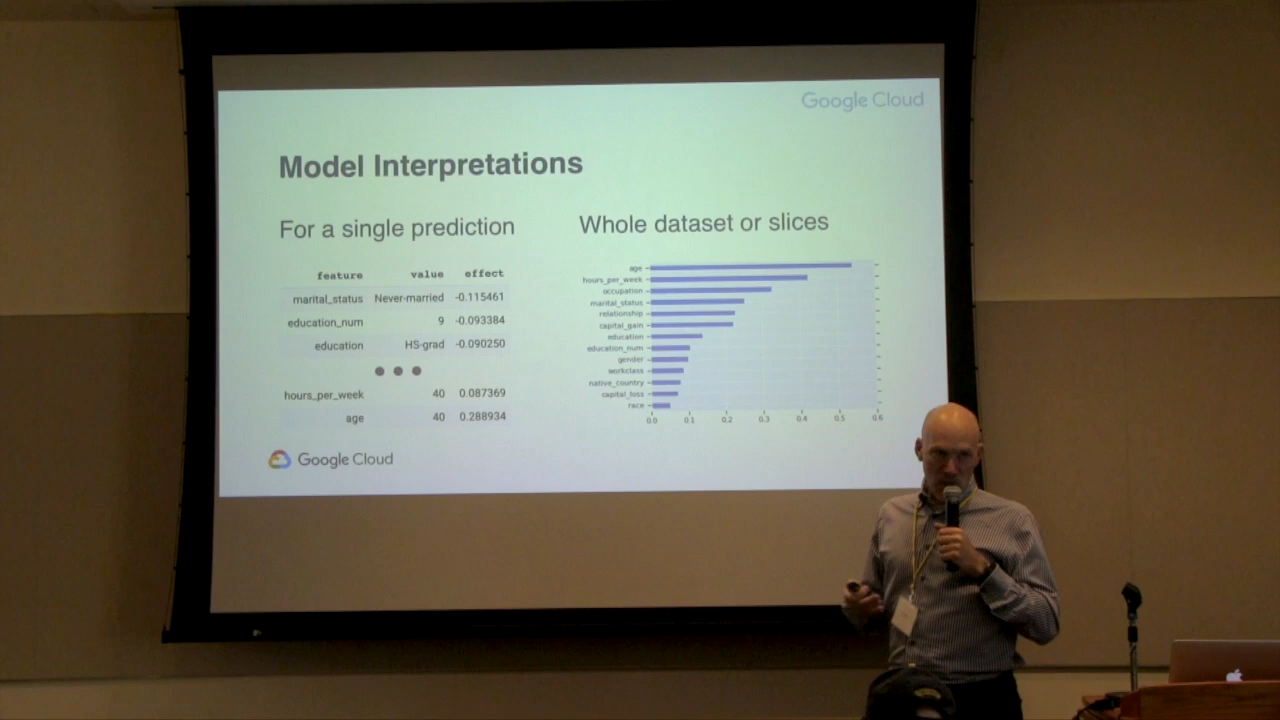 Google Cloud
Model Interpretations
For a single prediction
feature value effect
marital_status Never-married -0.115461
education_num 9 -0.093384
education HS-grad -0.090250
hours_per_week 40 0.087369
age 40 0.288934
Google Cloud
Whole dataset or slices
age
hours_per_week
occupation
marital_status
relationship
capital_gain
education
education_num
gender
workclass
native_country
capital_loss
race
0.0 0.1 0.2 0.3 0.4 0.5 0.6